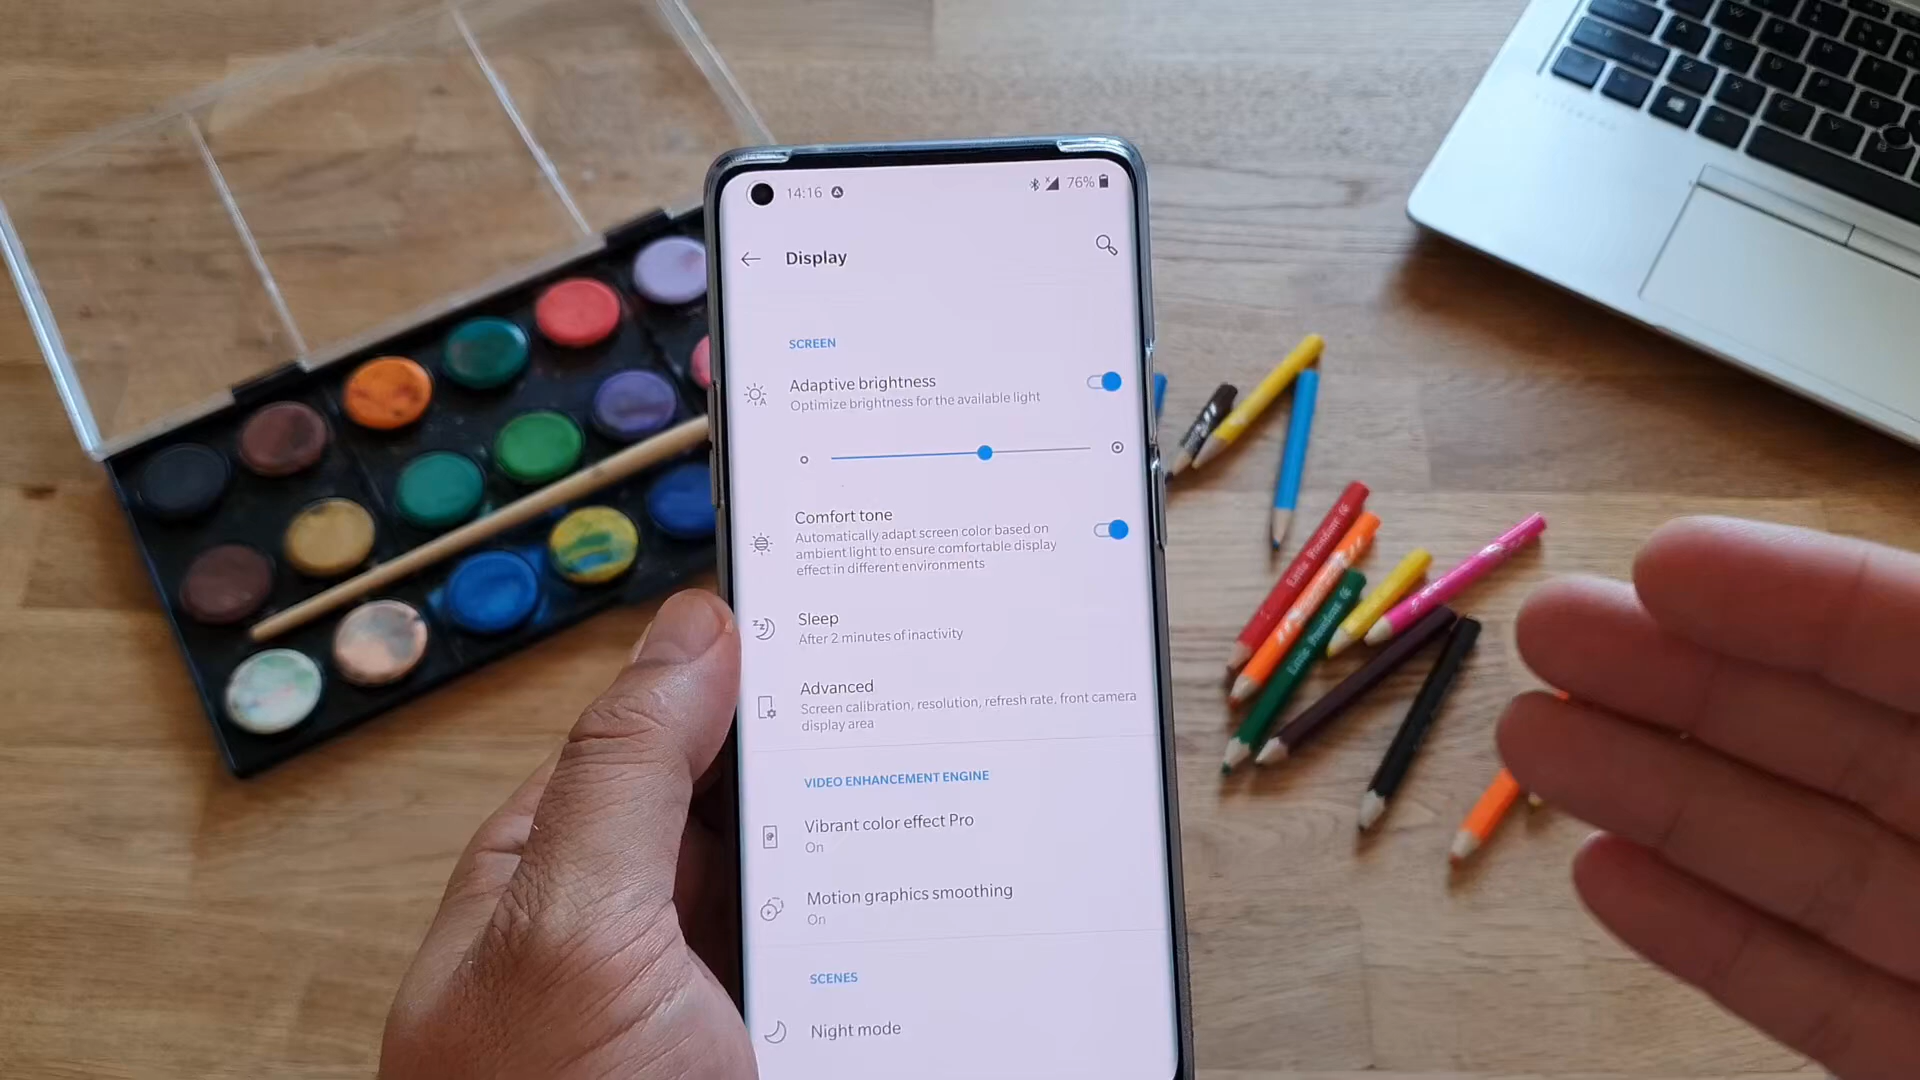 14:16
76%
Display
SCREEN
Adaptive brightness
Optimize brightness for the available light
Comfort tone
Automatically adapt screen color based on
ambient light to ensure comfortable display
effect in different environments
Sleep
After 2 minutes of inactivity
Advanced
Screen calibration, resolution, refresh rate, front camera
display area
VIDEO ENHANCEMENT ENGINE
Vibrant color effect Pro
On
Motion graphics smoothing
On
SCENES
Night mode